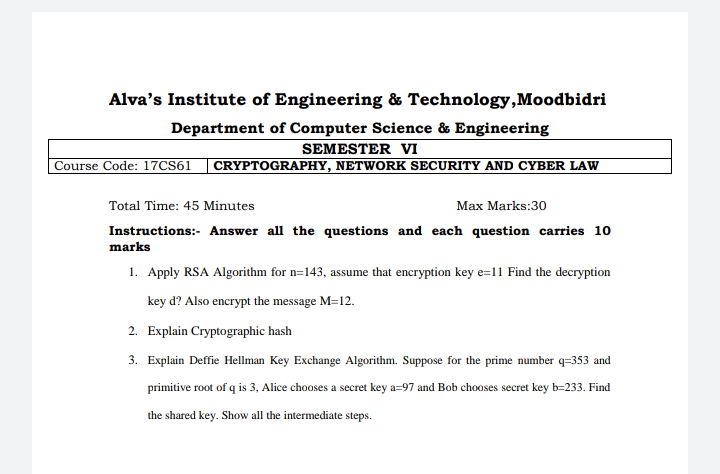 Alva's Institute of Engineering & Technology,Moodbidri
Department of Computer Science & Engineering
SEMESTER VI
Course Code: 17CS61 CRYPTOGRAPHY, NETWORK SECURITY AND CYBER LAW
Total Time: 45 Minutes Max Marks:30
Instructions:- Answer all the questions and each question carries 10
marks
1. Apply RSA Algorithm for n=143, assume that encryption key e=11 Find the decryption
key d? Also encrypt the message M=12.
2. Explain Cryptographic hash
3. Explain Deffie Hellman Key Exchange Algorithm. Suppose for the prime number q=353 and
primitive root of q is 3, Alice chooses a secret key a=97 and Bob chooses secret key b=233. Find
the shared key. Show all the intermediate steps.